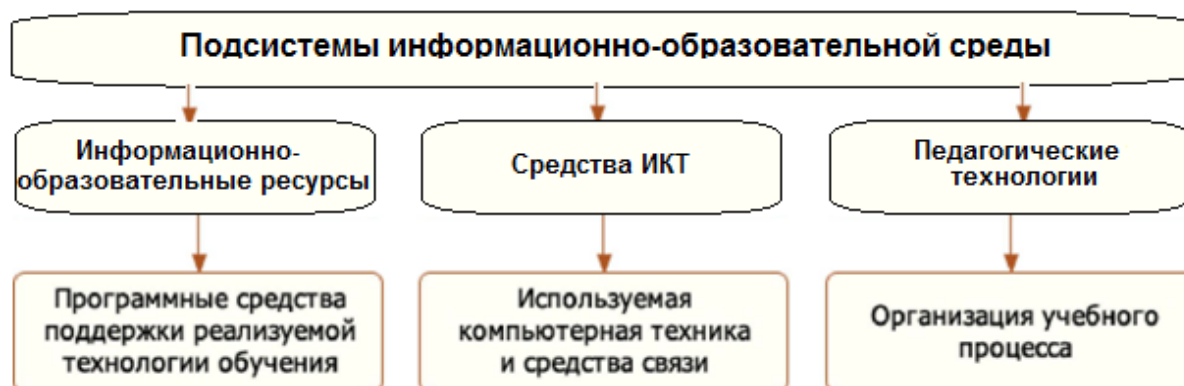 Подсистемы информационно-образовательной среды
Информационно-
образовательные ресурсы
Средства ИКТ
Педагогические
технологии
Программные средства
поддержки реализуемой
технологии обучения
Используемая
компьютерная техника
и средства связи
Организация учебного
процесса